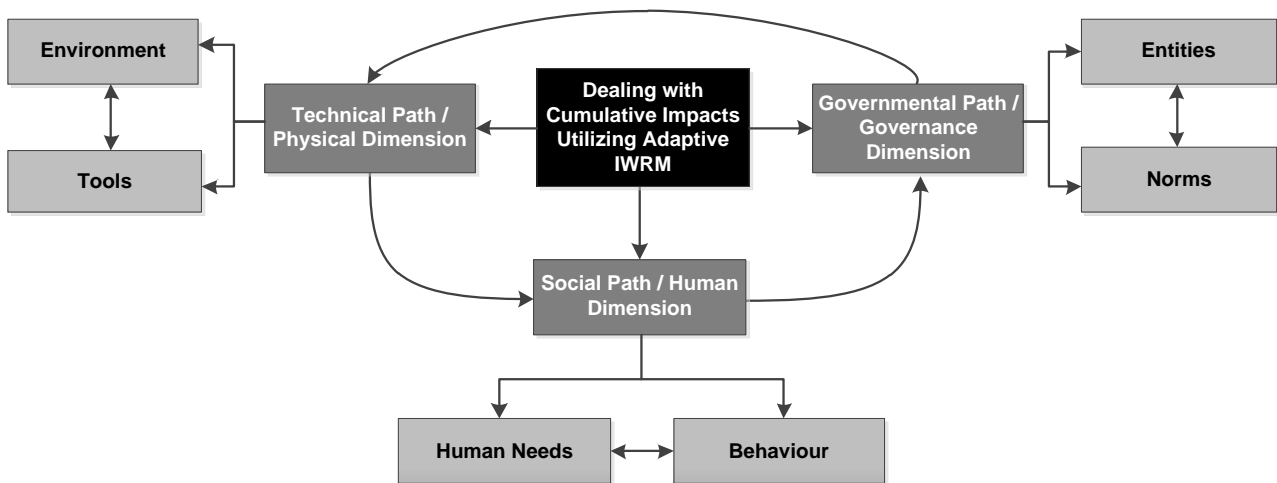 Environment
Tools
Technical Path /
Physical Dimension
Dealing with
Cumulative Impacts
Utilizing Adaptive
IWRM
Governmental Path /
Governance
Dimension
Entities
Norms
Social Path / Human
Dimension
Human Needs
Behaviour